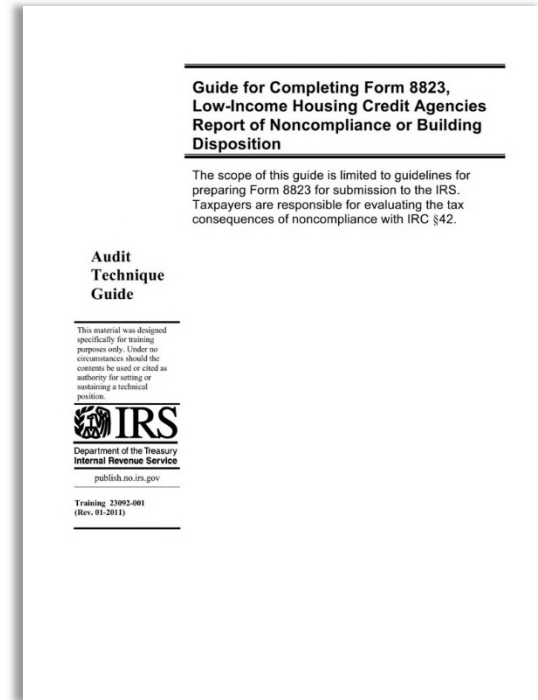 Guide for Completing Form 8823,
Low-Income Housing Credit Agencies
Report of Noncompliance or Building
Disposition
The scope of this guide is limited to guidelines for
preparing Form 8823 for submission to the IRS.
Taxpayers are responsible for evaluating the tax
consequences of noncompliance with IRC §42.
Audit
Technique
Guide
This material was designed
specifically for training
purposes only. Under no
circumstances should the
contents be used or cited as
authority for setting or
sustaining a technical
position.
IRS
Department of the Treasury
Internal Revenue Service
publish.no.irs.gov
Training 23092-001
(Rev. 01-2011)